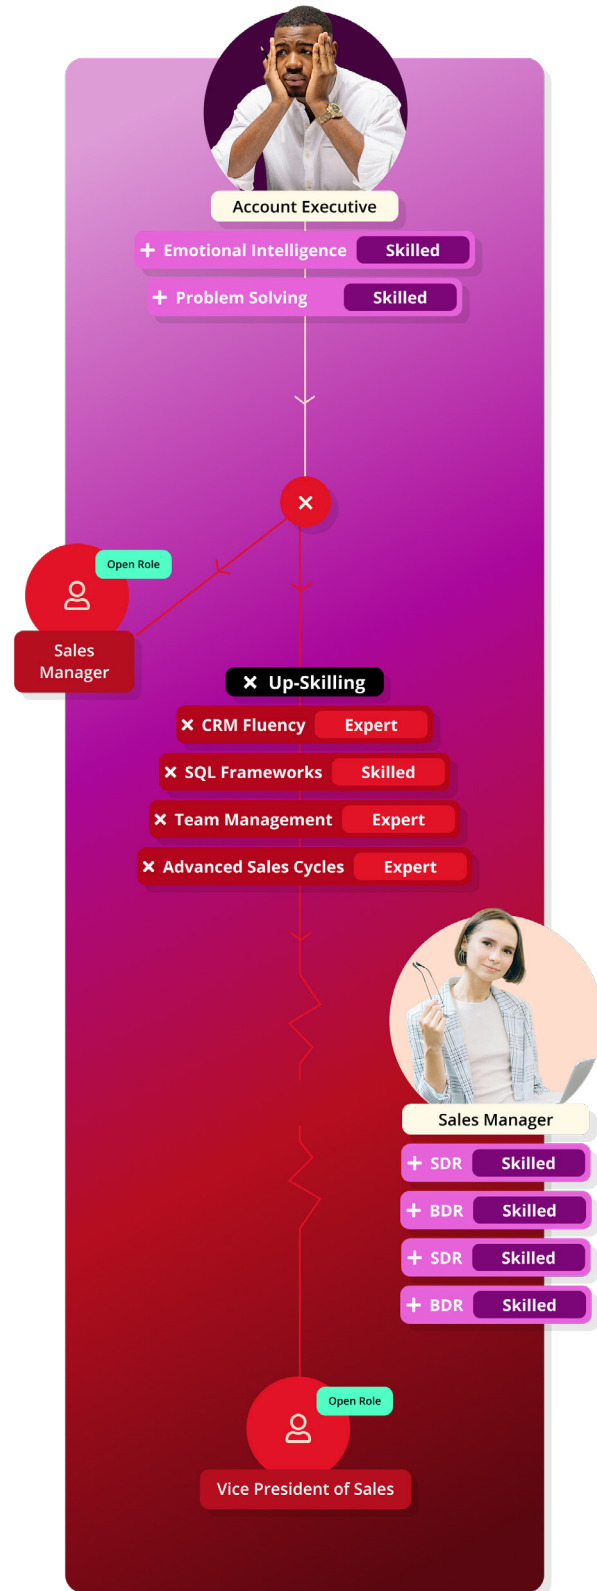 Account Executive
Emotional Intelligence Skilled
Problem Solving Skilled
Open Role
Sales
Manager
Up-Skilling
CRM Fluency Expert
SQL Frameworks Skilled
Team Management Expert
Advanced Sales Cycles Expert
Sales Manager
SDR Skilled
BDR Skilled
SDR Skilled
BDR Skilled
Open Role
Vice President of Sales